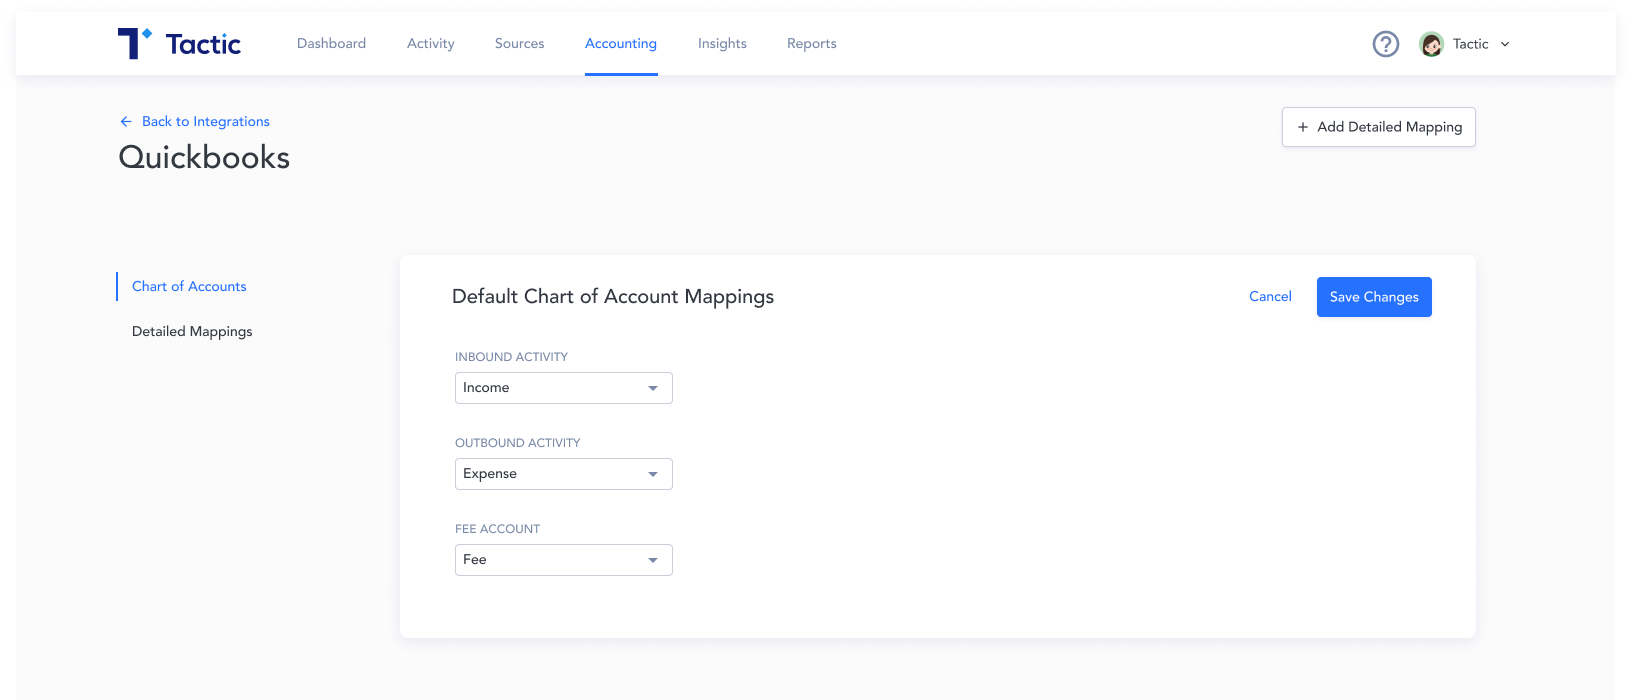 Tactic
Dashboard
Activity
Sources
Accounting
Insights
Reports
Tactic
Back to Integrations
Quickbooks
+ Add Detailed Mapping
Chart of Accounts
Detailed Mappings
Default Chart of Account Mappings
Cancel
Save Changes
INBOUND ACTIVITY
Income
OUTBOUND ACTIVITY
Expense
FEE ACCOUNT
Fee